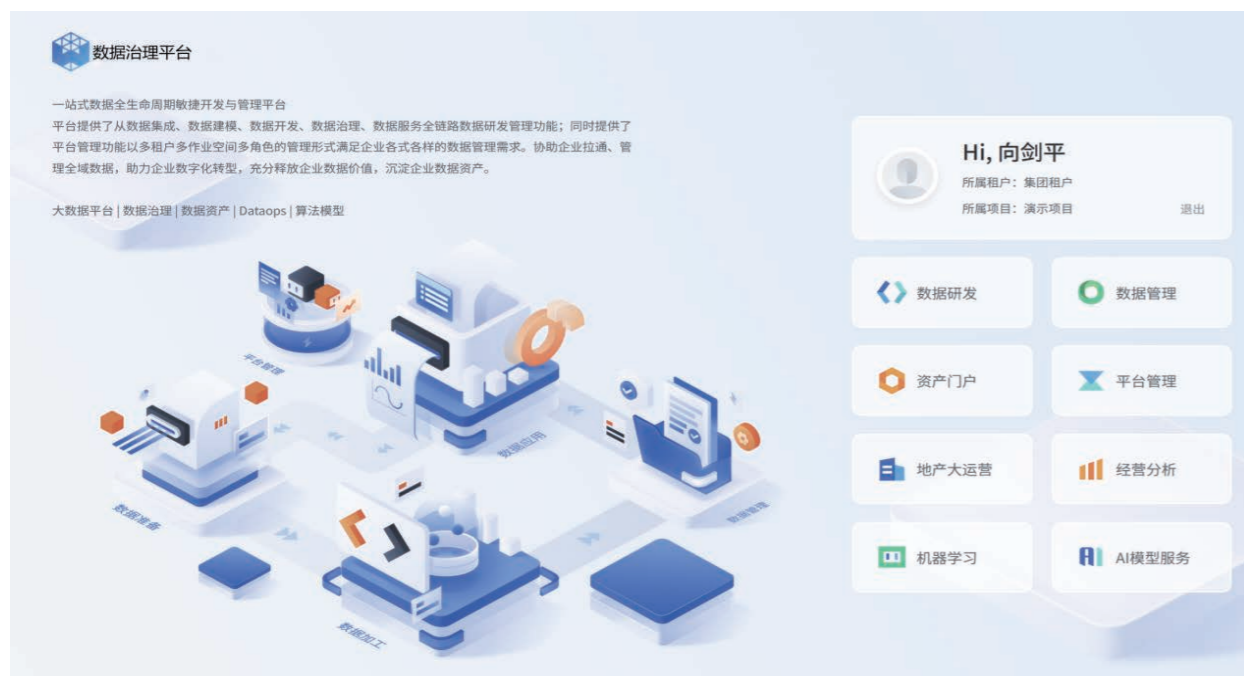 数据治理平台
一站式数据全生命周期敏捷开发与管理平台
平台提供了从数据集成、数据建模、数据开发、数据治理、数据服务全链路数据研发管理功能；同时提供了
平台管理功能以多租户多作业空间多角色的管理形式满足企业各式各样的数据管理需求。协助企业拉通、管
理全域数据，助力企业数字化转型，充分释放企业数据价值，沉淀企业数据资产。
大数据平台 | 数据治理 | 数据资产 | Dataops | 算法模型
平台管理
数据应用
数据准备
数据管理
数据加工
Hi, 向剑平
所属租户：集团租户
所属项目：演示项目
退出
数据研发
数据管理
资产门户
平台管理
地产大运营
经营分析
机器学习
AI模型服务